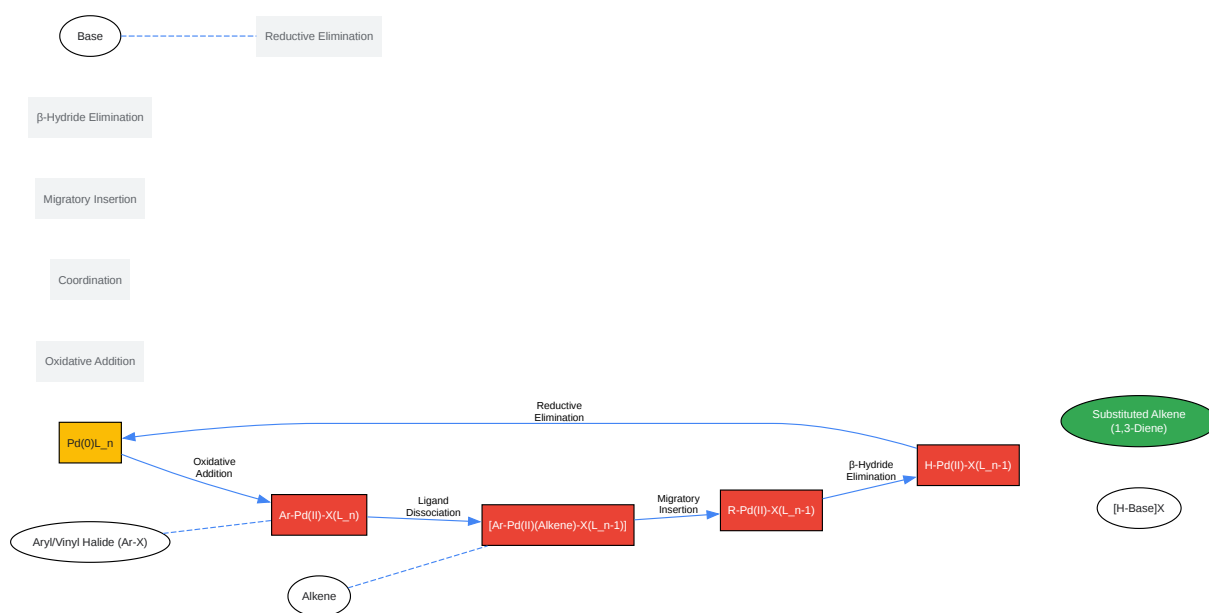 Base
Reductive Elimination
β-Hydride Elimination
Migratory Insertion
Coordination
Oxidative Addition
Reductive
Elimination
Substituted Alkene
(1,3-Diene)
Pd(0)L_n
Oxidative
Addition
β-Hydride
Elimination
H-Pd(II)-X(L_n-1)
Ligand
Dissociation
Migratory
Insertion
Ar-Pd(II)-X(L_n)
[Ar-Pd(II)(Alkene)-X(L_n-1)]
R-Pd(II)-X(L_n-1)
[H-Base]X
Aryl/Vinyl Halide (Ar-X)
Alkene